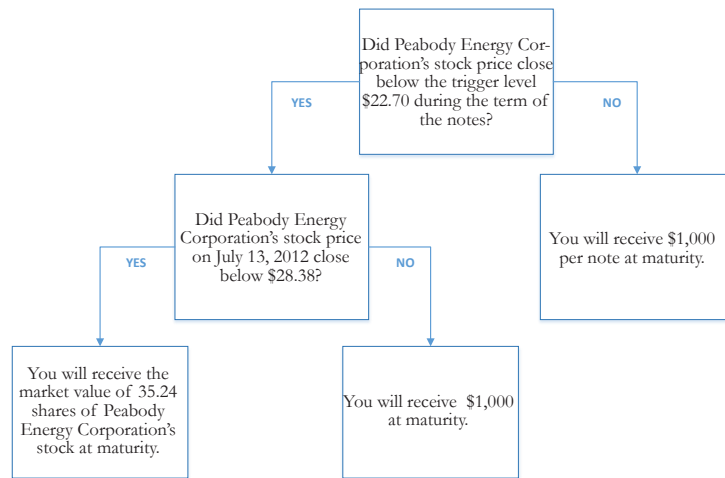 Did Peabody Energy Cor-
poration's stock price close
below the trigger level
$22.70 during the term of
the notes?
YES
NO
Did Peabody Energy
Corporation's stock price
on July 13, 2012 close
below $28.38?
You will receive $1,000
per note at maturity.
YES
NO
You will receive the
market value of 35.24
shares of Peabody
Energy Corporation's
stock at maturity.
You will receive $1,000
at maturity.